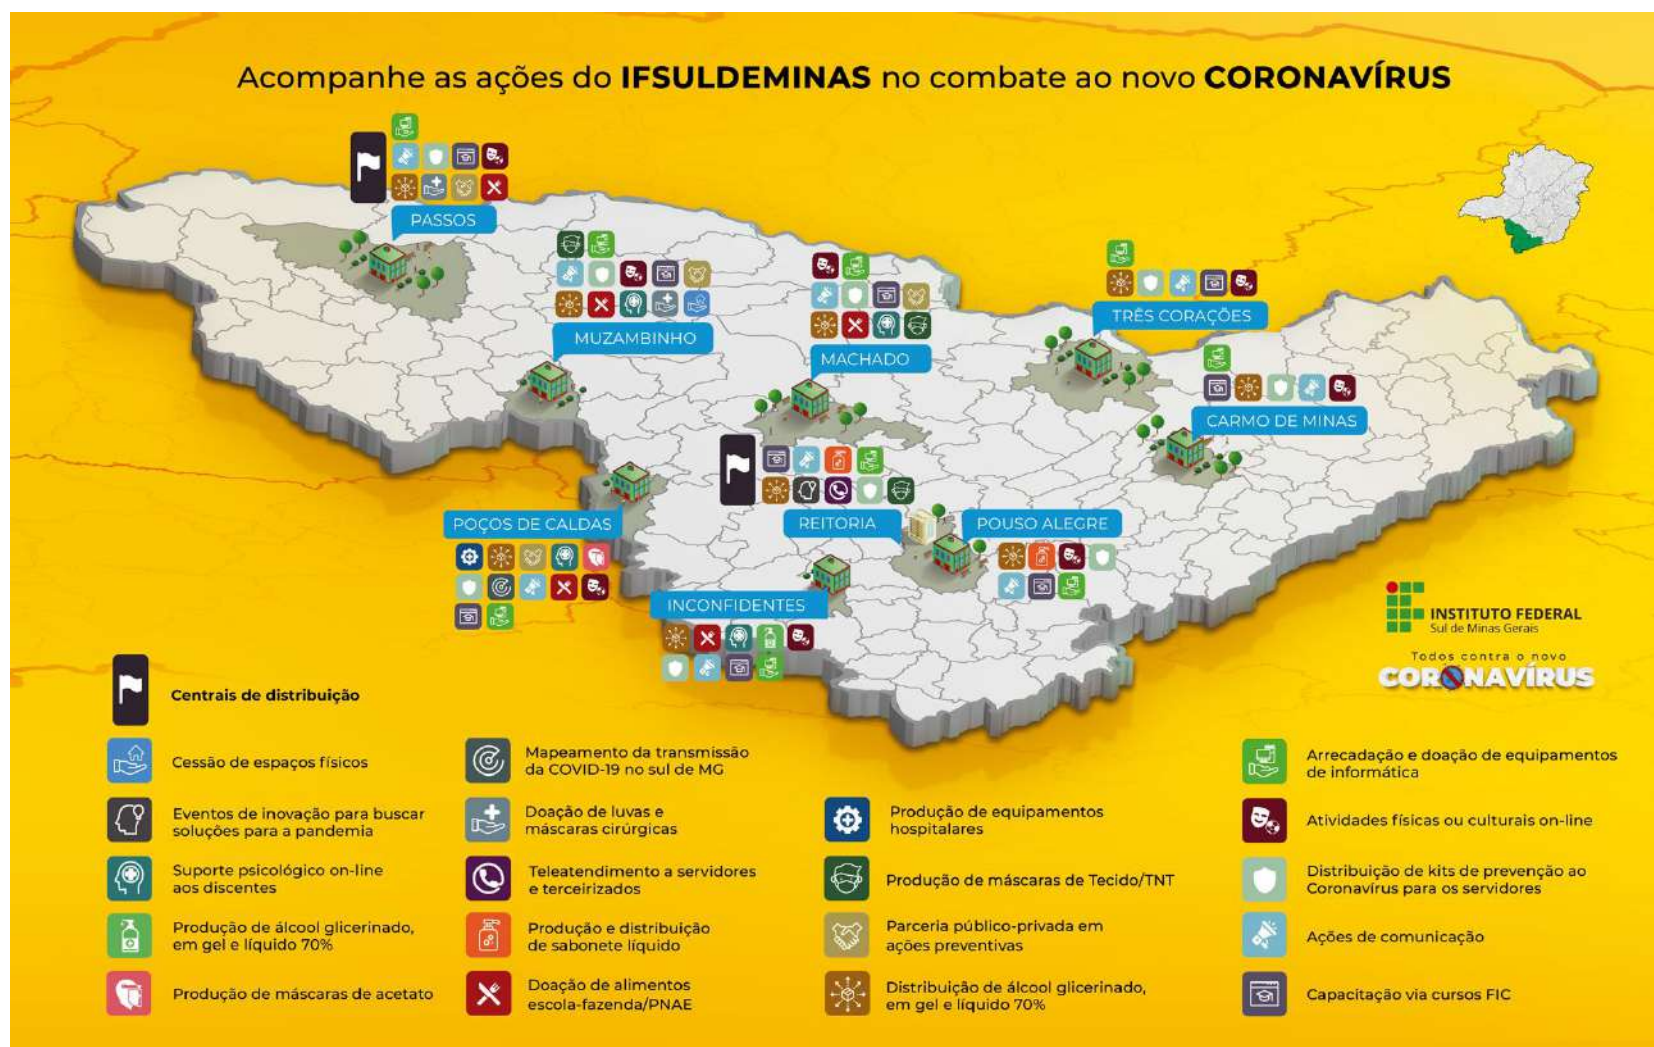 Acompanhe as ações do IFSULDEMINAS no combate ao novo CORONAVÍRUS
PASSOS
MUZAMBINHO
MACHADO
TRÊS CORAÇÕES
CARMO DE MINAS
POÇOS DE CALDAS
REITORIA
POUSO ALEGRE
INCONFIDENTES
INSTITUTO FEDERAL
Sul de Minas Gerais
Todos contra o novo
CORONAVÍRUS
Centrais de distribuição
Cessão de espaços físicos
Eventos de inovação para buscar
soluções para a pandemia
Suporte psicológico on-line
aos discentes
Produção de álcool glicerinado,
em gel e líquido 70%
Produção de máscaras de acetato
Mapeamento da transmissão
da COVID-19 no sul de MG
Doação de luvas e
máscaras cirúrgicas
Teleatendimento a servidores
e terceirizados
Produção e distribuição
de sabonete líquido
Doação de alimentos
escola-fazenda/PNAE
Produção de equipamentos
hospitalares
Produção de máscaras de Tecido/TNT
Parceria público-privada em
ações preventivas
Distribuição de álcool glicerinado,
em gel e líquido 70%
Arrecadação e doação de equipamentos
de informática
Atividades físicas ou culturais on-line
Distribuição de kits de prevenção ao
Coronavírus para os servidores
Ações de comunicação
Capacitação via cursos FIC